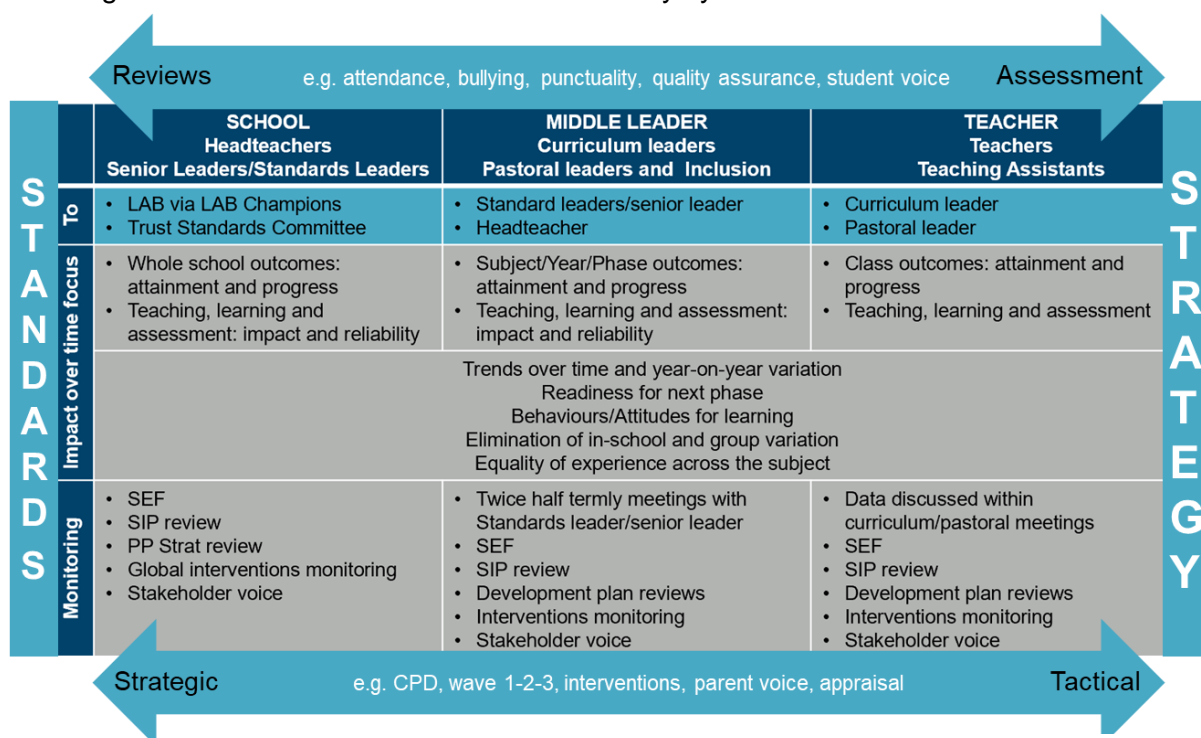 Reviews e.g. attendance, bullying, punctuality, quality assurance, student voice Assessment
STANDARDS
STRATEGY
SCHOOL
Headteachers
Senior Leaders/Standards Leaders
MIDDLE LEADER
Curriculum leaders
Pastoral leaders and Inclusion
TEACHER
Teachers
Teaching Assistants
To
• LAB via LAB Champions
• Trust Standards Committee
• Standard leaders/senior leader
• Headteacher
• Curriculum leader
• Pastoral leader
Impact over time focus
• Whole school outcomes:
attainment and progress
• Teaching, learning and
assessment: impact and reliability
• Subject/Year/Phase outcomes:
attainment and progress
• Teaching, learning and assessment:
impact and reliability
• Class outcomes: attainment and
progress
• Teaching, learning and assessment
Trends over time and year-on-year variation
Readiness for next phase
Behaviours/Attitudes for learning
Elimination of in-school and group variation
Equality of experience across the subject
Monitoring
• SEF
• SIP review
• PP Strat review
• Global interventions monitoring
• Stakeholder voice
• Twice half termly meetings with
Standards leader/senior leader
• SEF
• SIP review
• Development plan reviews
• Interventions monitoring
• Stakeholder voice
• Data discussed within
curriculum/pastoral meetings
• SEF
• SIP review
• Development plan reviews
• Interventions monitoring
• Stakeholder voice
Strategic e.g. CPD, wave 1-2-3, interventions, parent voice, appraisal Tactical